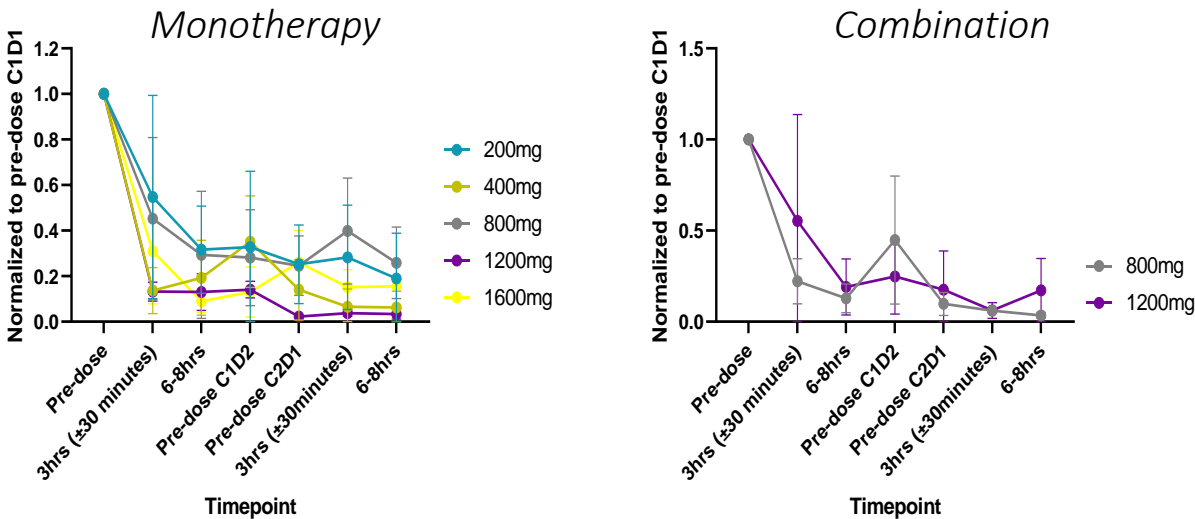 Monotherapy
Normalized to pre-dose C1D1
1.2
1.0
0.8
0.6
0.4
0.2
0.0
Pre-dose
3hrs (±30 minutes)
6-8hrs
Pre-dose C1D2
Pre-dose C2D1
3hrs (±30minutes)
6-8hrs
Timepoint
200mg
400mg
800mg
1200mg
1600mg
Combination
Normalized to pre-dose C1D1
1.5
1.0
0.5
0.0
Pre-dose
3hrs (±30 minutes)
6-8hrs
Pre-dose C1D2
Pre-dose C2D1
3hrs (±30minutes)
6-8hrs
Timepoint
800mg
1200mg